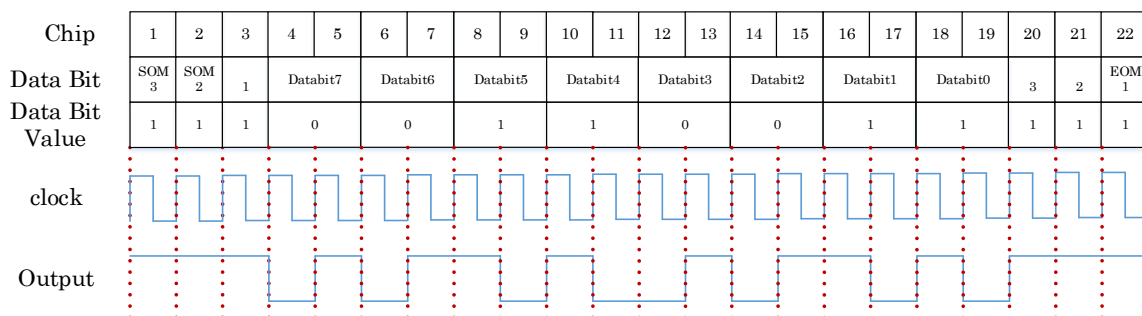 Chip 1 2 3 4 5 6 7 8 9 10 11 12 13 14 15 16 17 18 19 20 21 22
Data Bit SOM 3 SOM 2 1 Databit7 Databit6 Databit5 Databit4 Databit3 Databit2 Databit1 Databit0 3 2 EOM 1
Data Bit Value 1 1 1 0 0 1 1 0 0 1 1 1 1 1
clock
Output